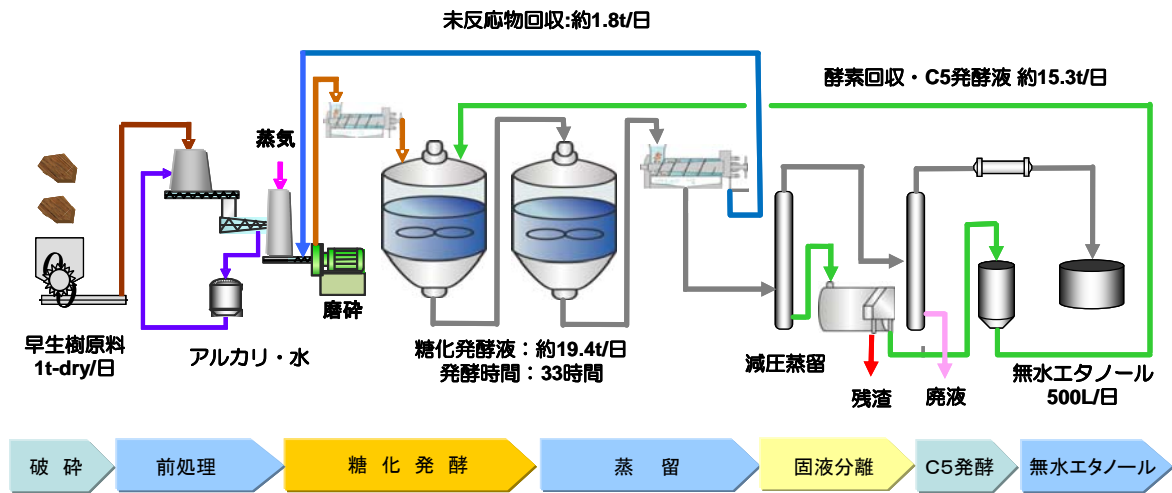 未反応物回収:約1.8t/日
酵素回収・C5発酵液 約15.3t/日
蒸気
磨砕
早生樹原料
1t-dry/日
アルカリ・水
糖化発酵液：約19.4t/日
発酵時間：33時間
減圧蒸留
残渣
廃液
無水エタノール
500L/日
破砕
前処理
糖化発酵
蒸留
固液分離
C5発酵
無水エタノール